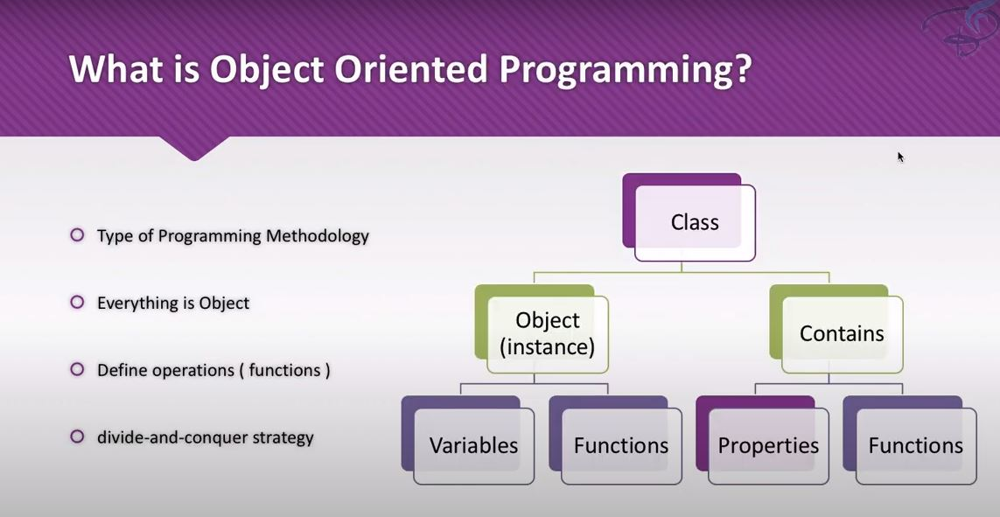 What is Object Oriented Programming?
Type of Programming Methodology
Everything is Object
Define operations ( functions )
divide-and-conquer strategy
Class
Object
(instance)
Contains
Variables
Functions
Properties
Functions